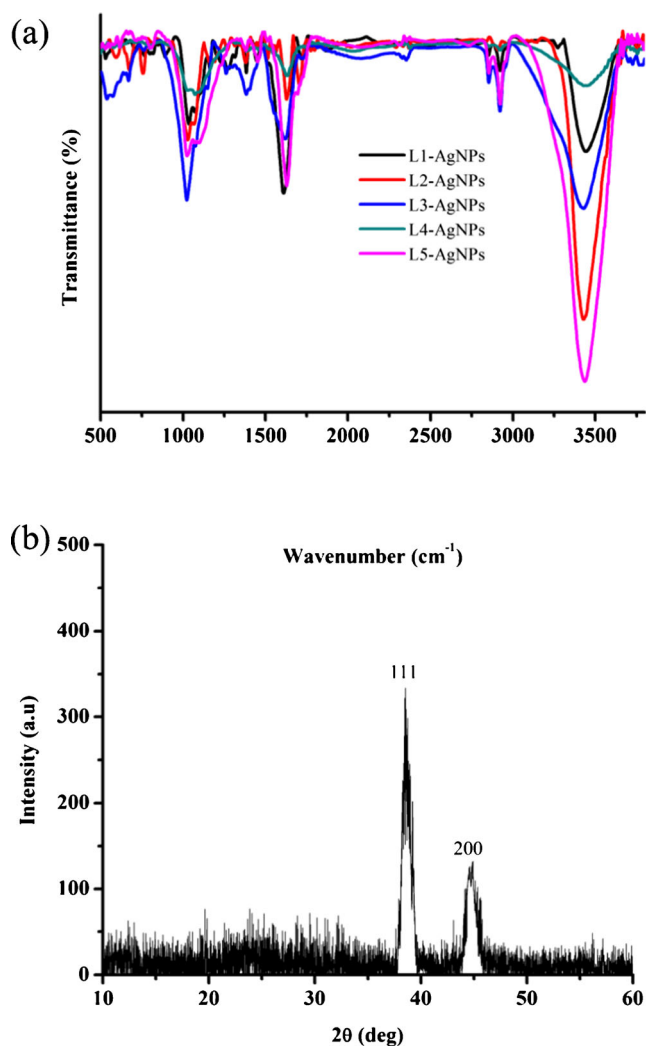 (a)
Transmittance (%)
L1-AgNPs
L2-AgNPs
L3-AgNPs
L4-AgNPs
L5-AgNPs
500 1000 1500 2000 2500 3000 3500
Wavenumber (cm-1)
(b)
500
400
300
200
100
0
Intensity (a.u)
111
200
10 20 30 40 50 60
2θ (deg)